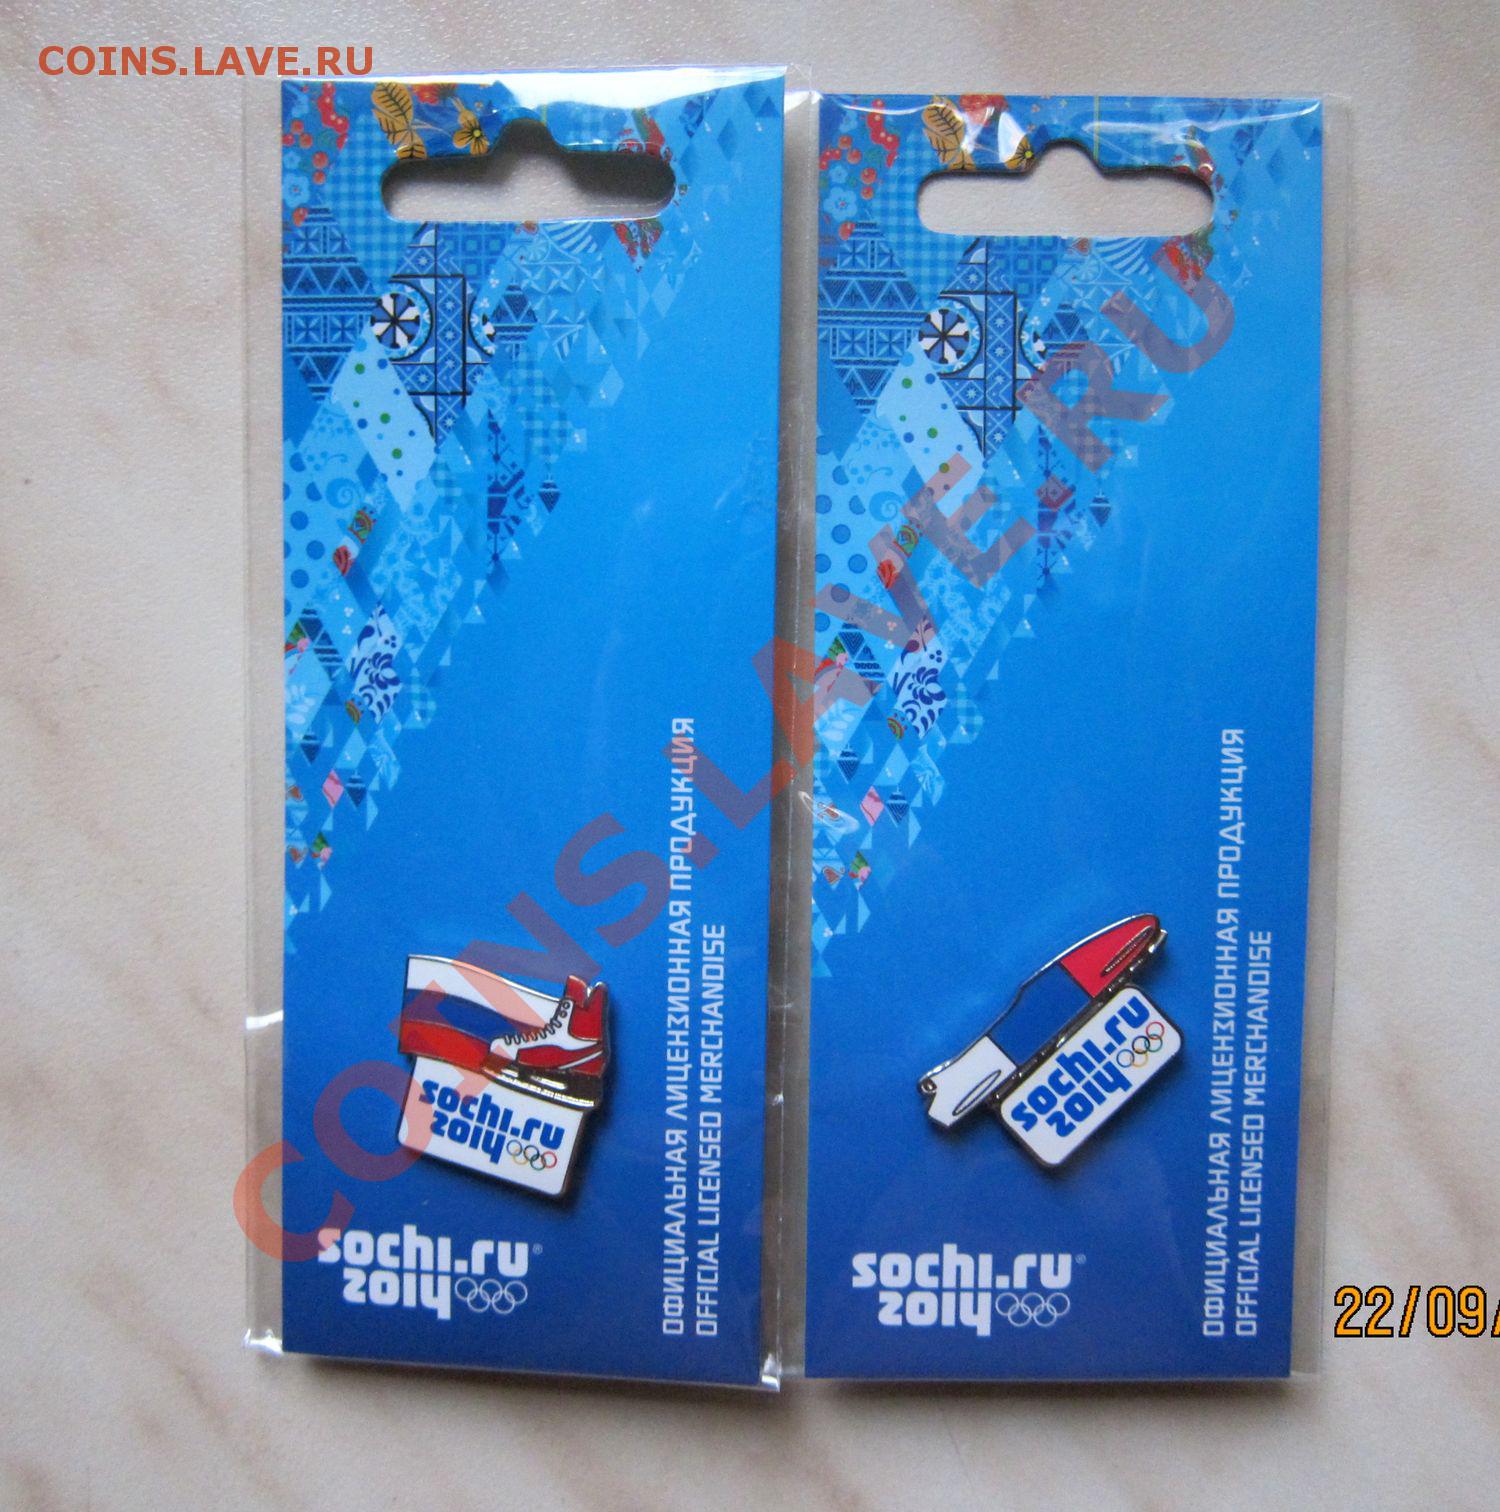 COINS.LAVE.RU
COINS.LAVE.RU
sochi.ru
2014
ОФИЦИАЛЬНАЯ ЛИЦЕНЗИОННАЯ ПРОДУКЦИЯ
OFFICIAL LICENSED MERCHANDISE
sochi.ru®
2014
sochi.ru
2014
ОФИЦИАЛЬНАЯ ЛИЦЕНЗИОННАЯ ПРОДУКЦИЯ
OFFICIAL LICENSED MERCHANDISE
sochi.ru®
2014
22/09/